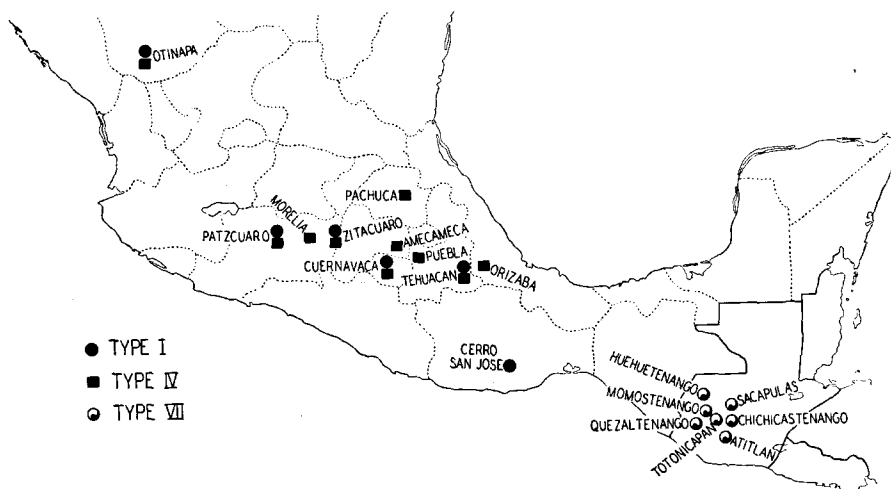 OTINAPA
PACHUCA
MORELIA
PATZCUARO
ZITACUARO
AMECAMECA
PUEBLA
CUERNAVACA
TEHUACAN
ORIZABA
CERRO
SAN JOSE
TYPE I
TYPE IV
TYPE VII
HUEHUETENANGO
SACAPULAS
MOMOSTENANGO
QUEZALTENANGO
CHICHICASTENANGO
TOTONICAPAN
ATITLAN